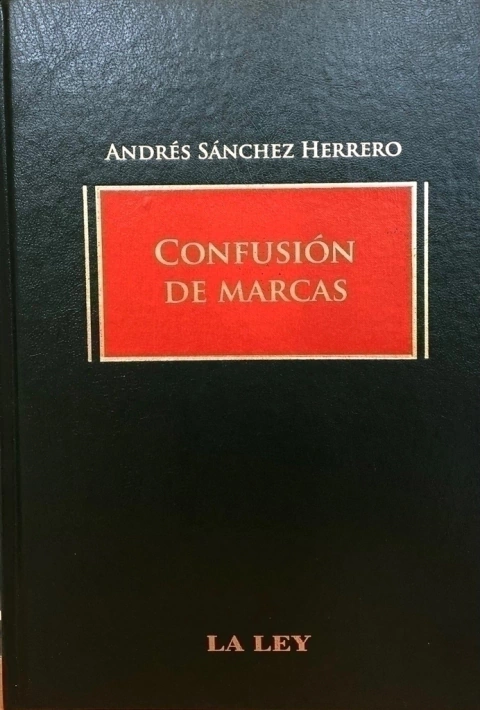 ANDRÉS SÁNCHEZ HERRERO
CONFUSIÓN
DE MARCAS
LA LEY